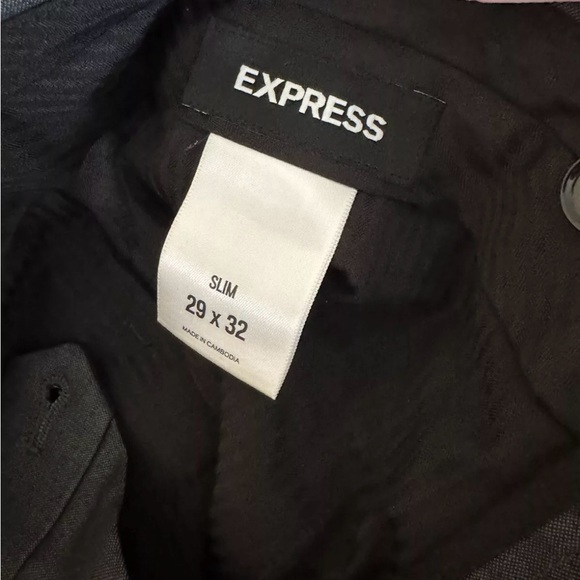 EXPRESS
SLIM
29 x 32
MADE IN CAMBODIA